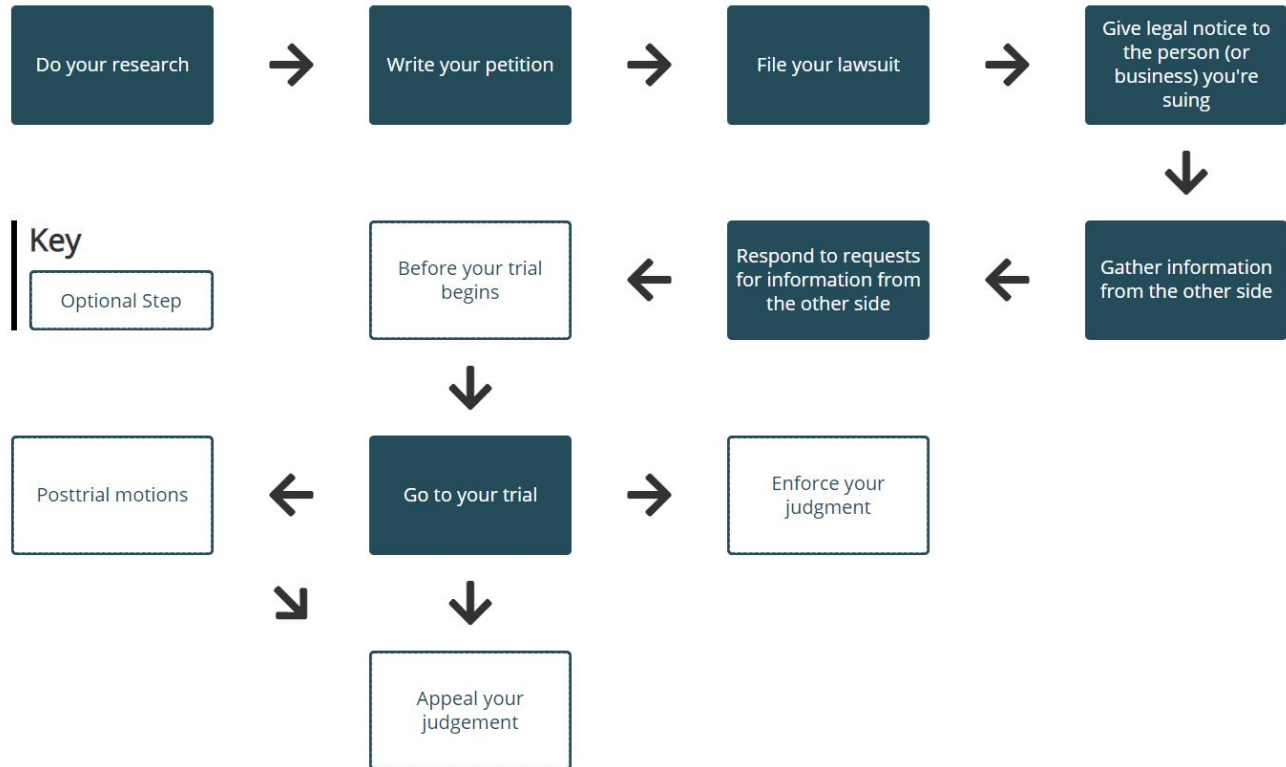 Do your research
Write your petition
File your lawsuit
Give legal notice to
the person (or
business) you're
suing
Key
Optional Step
Before your trial
begins
Respond to requests
for information from
the other side
Gather information
from the other side
Posttrial motions
Go to your trial
Enforce your
judgment
Appeal your
judgement